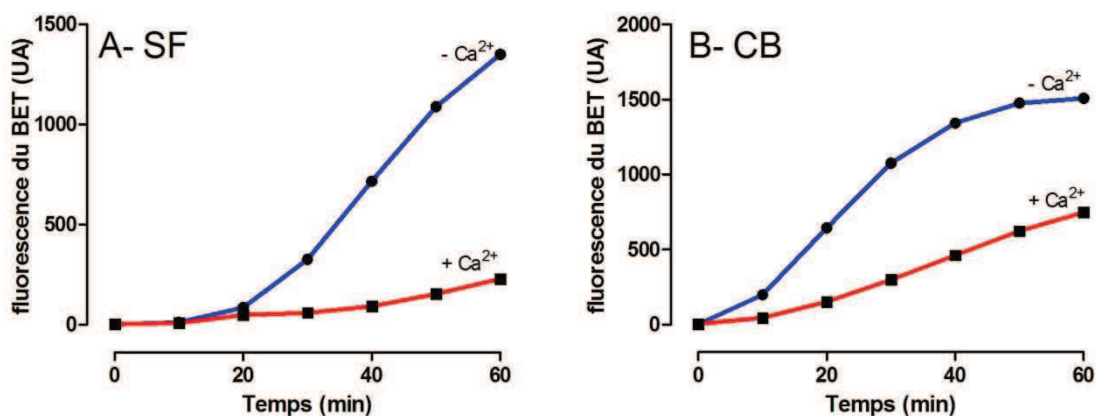 A- SF
fluorescence du BET (UA)
1500
1000
500
0
- Ca²⁺
+ Ca²⁺
0 20 40 60
Temps (min)
B- CB
fluorescence du BET (UA)
2000
1500
1000
500
0
- Ca²⁺
+ Ca²⁺
0 20 40 60
Temps (min)